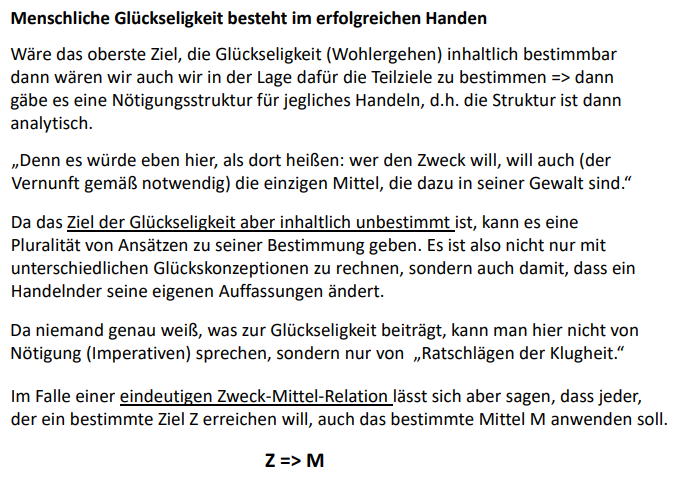 Menschliche Glückseligkeit besteht im erfolgreichen Handen
Wäre das oberste Ziel, die Glückseligkeit (Wohlergehen) inhaltlich bestimmbar
dann wären wir auch wir in der Lage dafür die Teilziele zu bestimmen => dann
gäbe es eine Nötigungsstruktur für jegliches Handeln, d.h. die Struktur ist dann
analytisch.
„Denn es würde eben hier, als dort heißen: wer den Zweck will, will auch (der
Vernunft gemäß notwendig) die einzigen Mittel, die dazu in seiner Gewalt sind.“
Da das Ziel der Glückseligkeit aber inhaltlich unbestimmt ist, kann es eine
Pluralität von Ansätzen zu seiner Bestimmung geben. Es ist also nicht nur mit
unterschiedlichen Glückskonzeptionen zu rechnen, sondern auch damit, dass ein
Handelnder seine eigenen Auffassungen ändert.
Da niemand genau weiß, was zur Glückseligkeit beiträgt, kann man hier nicht von
Nötigung (Imperativen) sprechen, sondern nur von „Ratschlägen der Klugheit.“
Im Falle einer eindeutigen Zweck-Mittel-Relation lässt sich aber sagen, dass jeder,
der ein bestimmte Ziel Z erreichen will, auch das bestimmte Mittel M anwenden soll.
Z => M